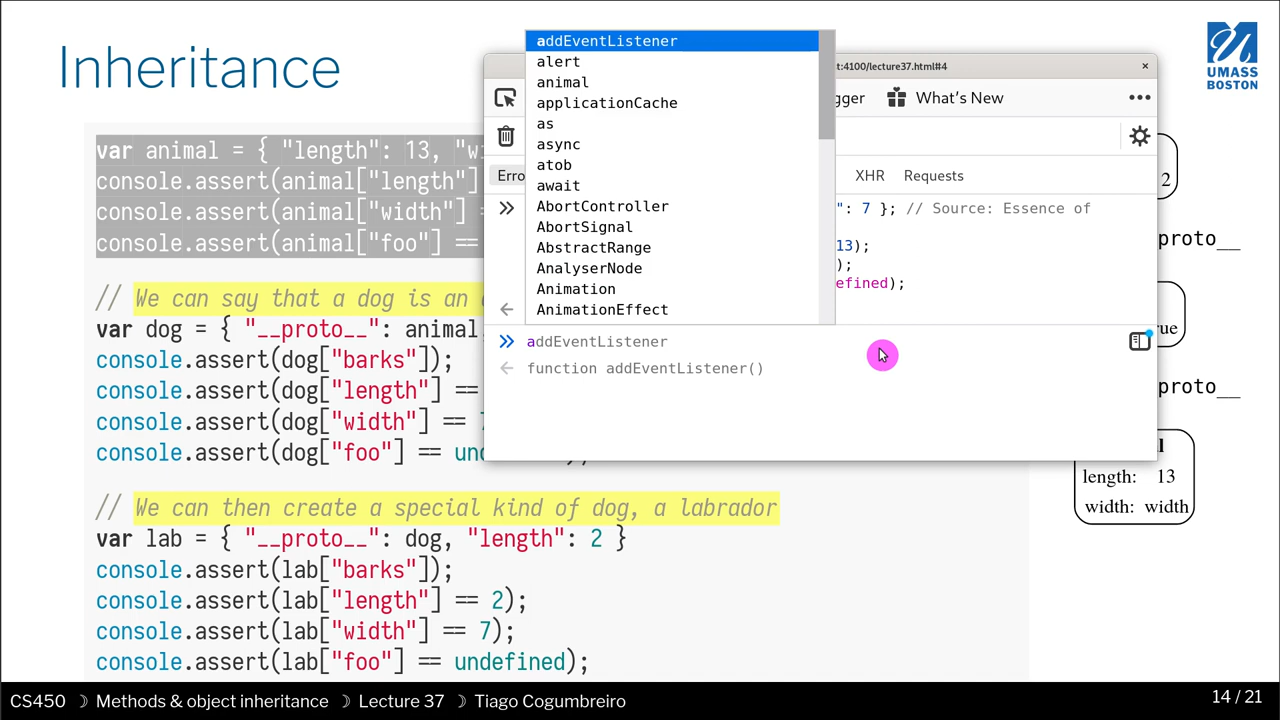 Inheritance
UMASS
BOSTON
var animal = { "length": 13, "wi
console.assert(animal["length"]
console.assert(animal["width"] =
console.assert(animal["foo"] ==
// We can say that a dog is an
var dog = { "__proto__": animal
console.assert(dog["barks"]);
console.assert(dog["length"] ==
console.assert(dog["width"] ==
console.assert(dog["foo"] == un
// We can then create a special kind of dog, a labrador
var lab = { "__proto__": dog, "length": 2 }
console.assert(lab["barks"]);
console.assert(lab["length"] == 2);
console.assert(lab["width"] == 7);
console.assert(lab["foo"] == undefined);
t:4100/lecture37.html#4
×
gger
What's New
Erro
XHR
Requests
addEventListener
alert
animal
applicationCache
as
async
atob
await
AbortController
AbortSignal
AbstractRange
AnalyserNode
Animation
AnimationEffect
": 7 }; // Source: Essence of
13);
);
efined);
addEventListener
function addEventListener()
2
proto__
ue
proto__
l
length: 13
width: width
CS450 ☽ Methods & object inheritance ☽ Lecture 37 ☽ Tiago Cogumbreiro
14 / 21